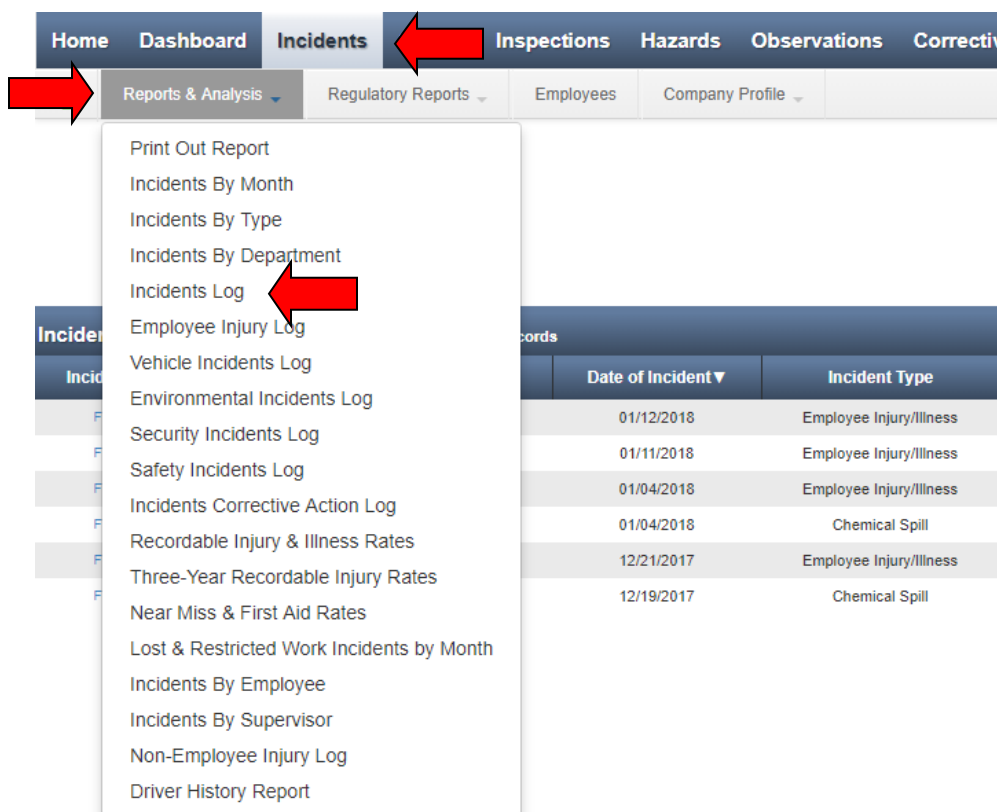 Home Dashboard Incidents Inspections Hazards Observations
Reports & Analysis Regulatory Reports Employees Company Profile
Print Out Report
Incidents By Month
Incidents By Type
Incidents By Department
Incidents Log
Employee Injury Log
Vehicle Incidents Log
Environmental Incidents Log
Security Incidents Log
Safety Incidents Log
Incidents Corrective Action Log
Recordable Injury & Illness Rates
Three-Year Recordable Injury Rates
Near Miss & First Aid Rates
Lost & Restricted Work Incidents by Month
Incidents By Employee
Incidents By Supervisor
Non-Employee Injury Log
Driver History Report
Date of Incident▼ Incident Type
01/12/2018 Employee Injury/Illness
01/11/2018 Employee Injury/Illness
01/04/2018 Employee Injury/Illness
01/04/2018 Chemical Spill
12/21/2017 Employee Injury/Illness
12/19/2017 Chemical Spill